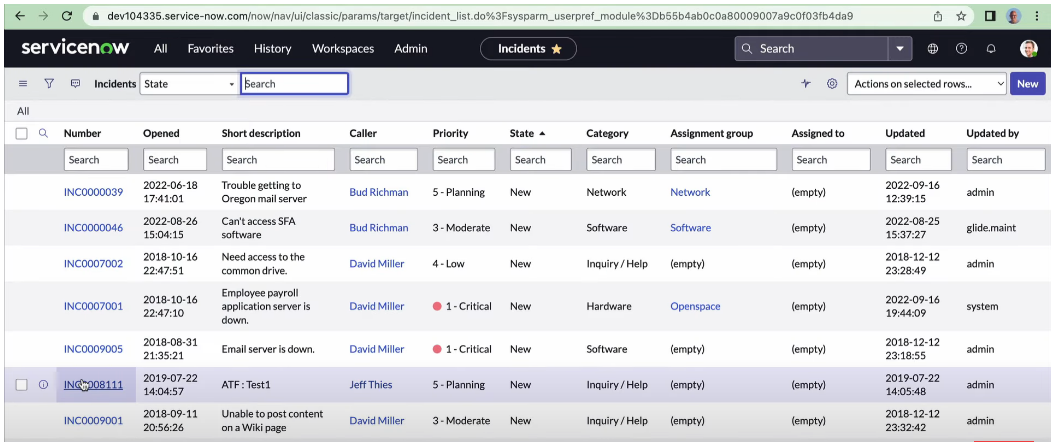 dev104335.service-now.com/now/nav/ui/classic/params/target/incident_list.do%3Fsysparm_userpref_module%3Db55b4ab0c0a80009007a9c0f03fb4da9
servicenow All Favorites History Workspaces Admin Incidents Search
Incidents State Search Actions on selected rows... New
All
Number Opened Short description Caller Priority State Category Assignment group Assigned to Updated Updated by
Search Search Search Search Search Search Search Search Search Search Search
INC0000039 2022-06-18 17:41:01 Trouble getting to Oregon mail server Bud Richman 5 - Planning New Network Network (empty) 2022-09-16 12:39:15 admin
INC0000046 2022-08-26 15:04:15 Can't access SFA software Bud Richman 3 - Moderate New Software Software (empty) 2022-08-25 15:37:27 glide.maint
INC0007002 2018-10-16 22:47:51 Need access to the common drive. David Miller 4 - Low New Inquiry / Help (empty) (empty) 2018-12-12 23:28:49 admin
INC0007001 2018-10-16 22:47:10 Employee payroll application server is down. David Miller 1 - Critical New Hardware Openspace (empty) 2022-09-16 19:44:09 system
INC0009005 2018-08-31 21:35:21 Email server is down. David Miller 1 - Critical New Software (empty) (empty) 2018-12-12 23:18:55 admin
ATF : Test1 2019-07-22 14:04:57 Jeff Thies 5 - Planning New Inquiry / Help (empty) (empty) 2019-07-22 14:05:48 admin
INC0009001 2018-09-11 20:56:26 Unable to post content on a Wiki page David Miller 3 - Moderate New Inquiry / Help (empty) (empty) 2018-12-12 23:32:42 admin